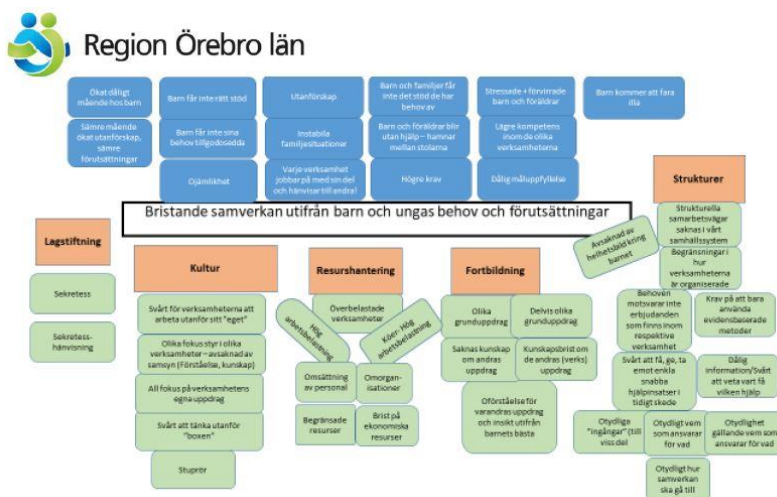 Region Örebro län
Ökat dåligt
mående hos barn
Barn får inte rätt stöd
Utanförskap
Barn och familjer får
inte det stöd de har
behov av
Stressade + förvirrade
barn och föräldrar
Barn kommer att fara
illa
Sämre mående
ökat utanförskap,
sämre
förutsättningar
Barn får inte sina
behov tillgodosedda
Instabila
familjesituationer
Barn och föräldrar blir
utan hjälp – hamnar
mellan stolarna
Lägre kompetens
inom de olika
verksamheterna
Ojämlikhet
Varje verksamhet
jobbar på med sin del
och hänvisar till andra!
Högre krav
Dålig måluppfyllelse
Bristande samverkan utifrån barn och ungas behov och förutsättningar
Lagstiftning
Sekretess
Sekretess-
hänvisning
Kultur
Svårt för verksamheterna att
arbeta utanför sitt "eget"
Olika fokus styr i olika
verksamheter – avsaknad av
samsyn (Förståelse, kunskap)
All fokus på verksamhetens
egna uppdrag
Svårt att tänka utanför
"boxen"
Stuprör
Resurshantering
Överbelastade
verksamheter
Hög
arbetsbelastning
Köer- Hög
arbetsbelastning
Omsättning
av personal
Omorgan-
isationer
Begränsade
resurser
Brist på
ekonomiska
resurser
Fortbildning
Olika
grunduppdrag
Delvis olika
grunduppdrag
Saknas kunskap
om andras
uppdrag
Kunskapsbrist om
de andras (verks)
uppdrag
Oförståelse för
varandras uppdrag
och insikt utifrån
barnets bästa
Strukturer
Strukturella
samarbetsvägar
saknas i vårt
samhällssystem
Avsaknad av
helhetsbild kring
barnet
Begränsningar i
hur
verksamheterna
är organiserade
Behoven
motsvarar inte
erbjudanden
som finns inom
respektive
verksamhet
Krav på att bara
använda
evidensbaserade
metoder
Svårt att få, ge, ta
emot enkla
snabba
hjälpinsatser i
tidigt skede
Dålig
information/Svårt
att veta vart få
vilken hjälp
Otydliga
"ingångar" (till
viss del
Otydligt vem
som ansvarar
för vad
Otydlighet
gällande vem som
ansvarar för vad
Otydligt hur
samverkan
ska gå till